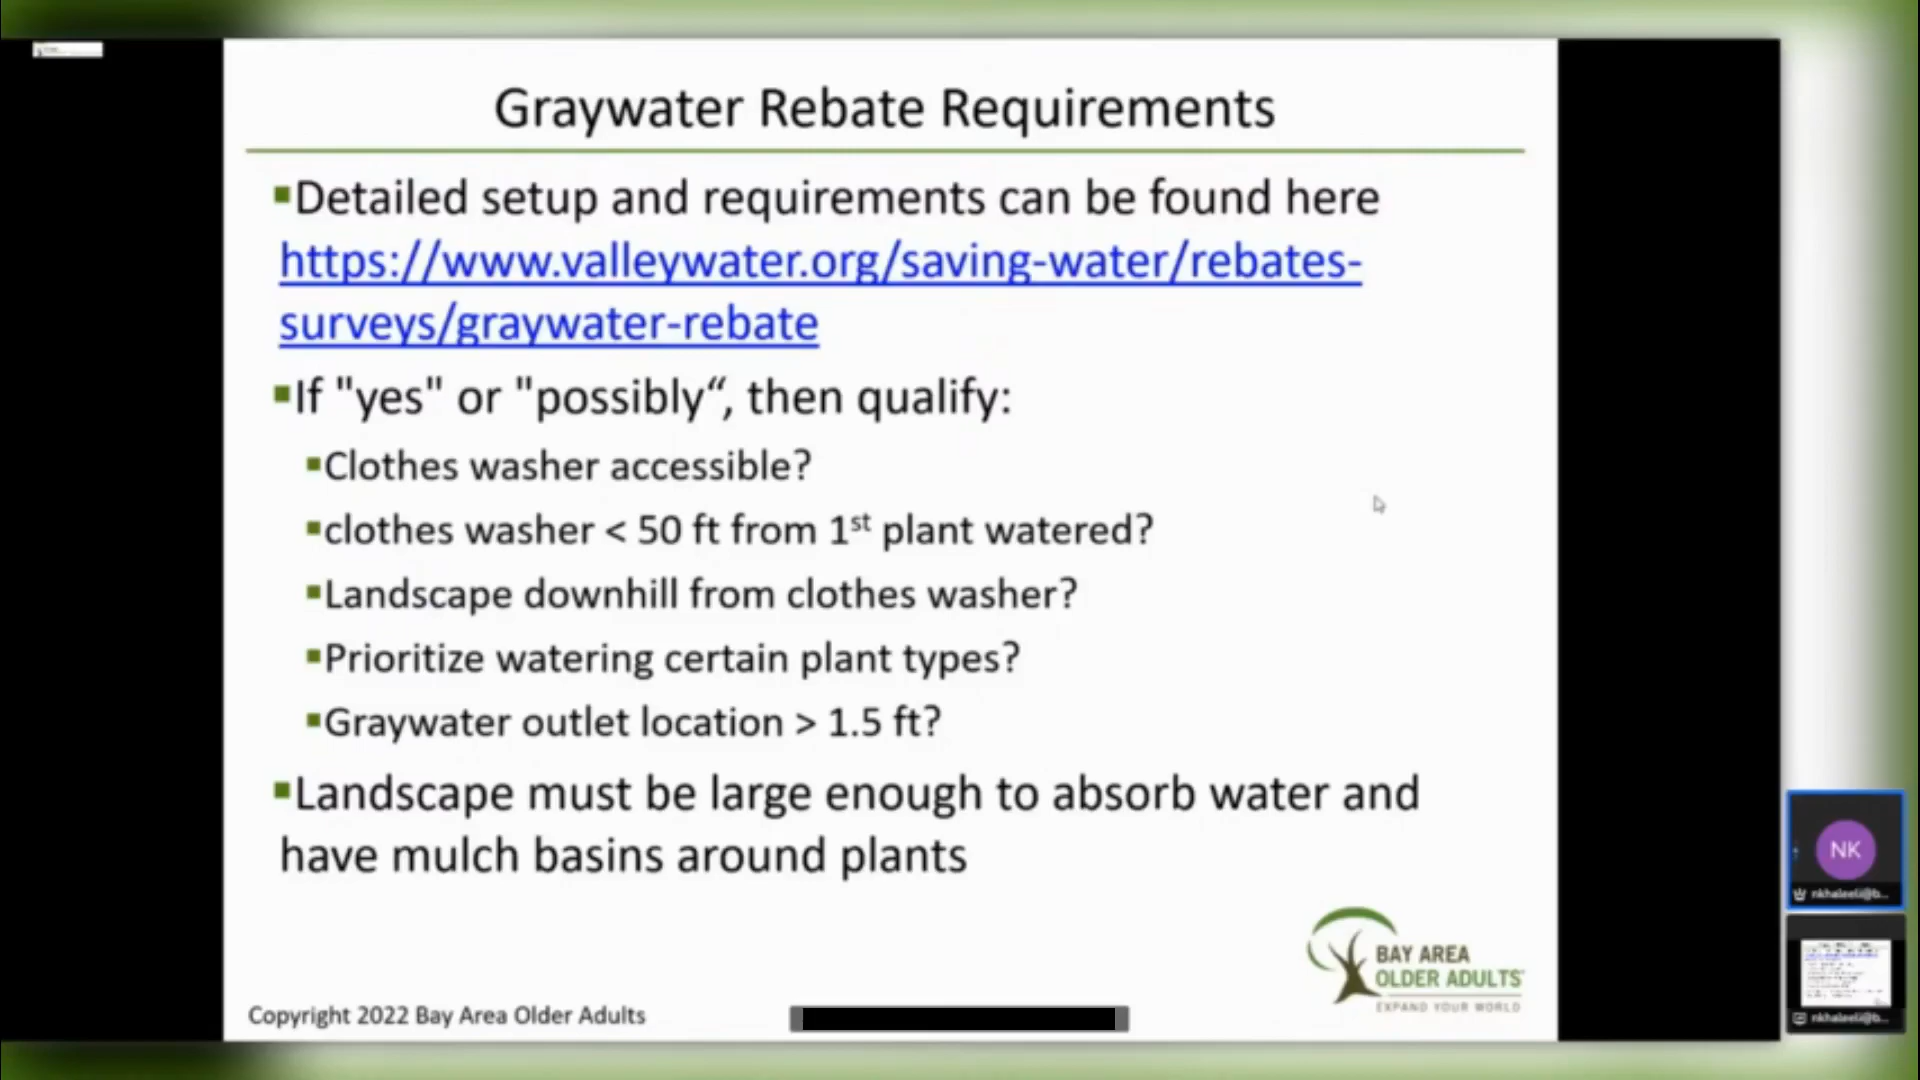 Graywater Rebate Requirements
Detailed setup and requirements can be found here
https://www.valleywater.org/saving-water/rebates-
surveys/graywater-rebate
If "yes" or "possibly“, then qualify:
Clothes washer accessible?
clothes washer < 50 ft from 1st plant watered?
Landscape downhill from clothes washer?
Prioritize watering certain plant types?
Graywater outlet location > 1.5 ft?
Landscape must be large enough to absorb water and
have mulch basins around plants
BAY AREA
OLDER ADULTS
EXPAND YOUR WORLD
Copyright 2022 Bay Area Older Adults
NK
nkhaleeli@b...
nkhaleeli@b...